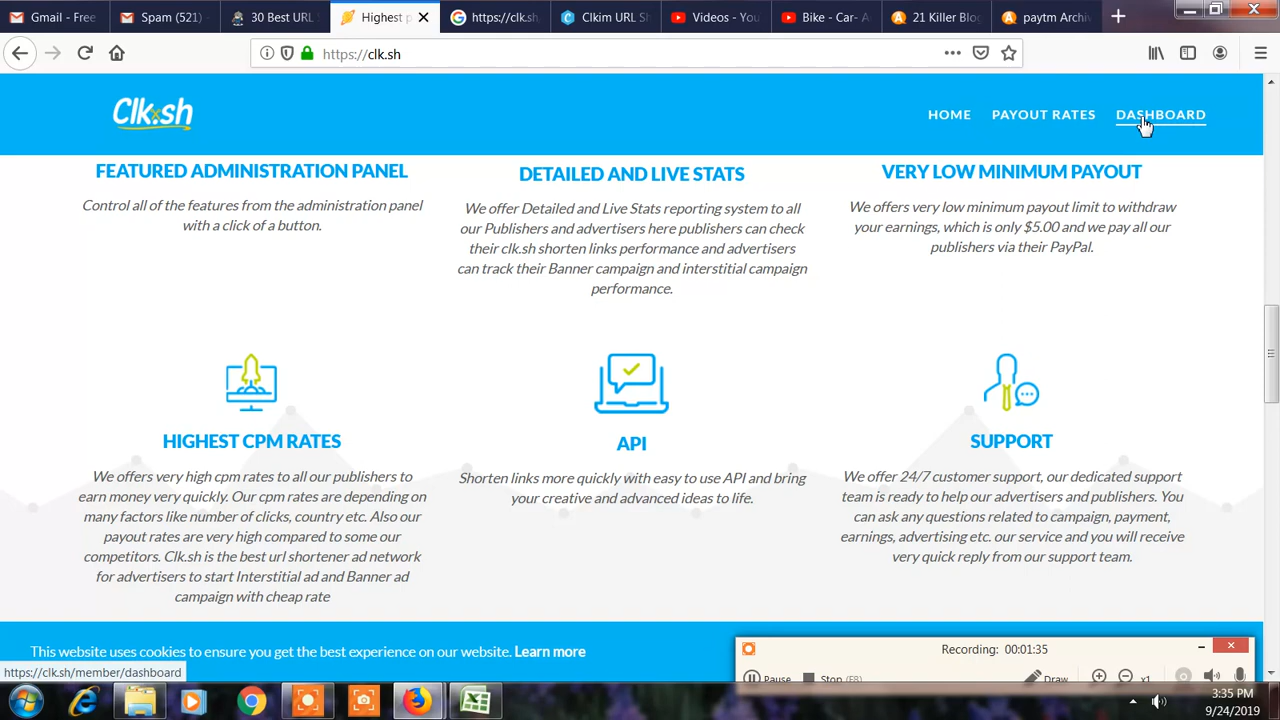 Gmail - Free
Spam (521)
30 Best URL
Highest p
https://clk.sh
Clkim URL Sh
Videos - You
Bike - Car- A
21 Killer Blo
paytm Archi
https://clk.sh
Clk.sh
HOME
PAYOUT RATES
DASHBOARD
FEATURED ADMINISTRATION PANEL
Control all of the features from the administration panel
with a click of a button.
DETAILED AND LIVE STATS
We offer Detailed and Live Stats reporting system to all
our Publishers and advertisers here publishers can check
their clk.sh shorten links performance and advertisers
can track their Banner campaign and interstitial campaign
performance.
VERY LOW MINIMUM PAYOUT
We offers very low minimum payout limit to withdraw
your earnings, which is only $5.00 and we pay all our
publishers via their PayPal.
HIGHEST CPM RATES
We offers very high cpm rates to all our publishers to
earn money very quickly. Our cpm rates are depending on
many factors like number of clicks, country etc. Also our
payout rates are very high compared to some our
competitors. Clk.sh is the best url shortener ad network
for advertisers to start Interstitial ad and Banner ad
campaign with cheap rate
API
Shorten links more quickly with easy to use API and bring
your creative and advanced ideas to life.
SUPPORT
We offer 24/7 customer support, our dedicated support
team is ready to help our advertisers and publishers. You
can ask any questions related to campaign, payment,
earnings, advertising etc. our service and you will receive
very quick reply from our support team.
This website uses cookies to ensure you get the best experience on our website. Learn more
https://clk.sh/member/dashboard
Recording: 00:01:35
Pause
Stop (F8)
Draw
x1
3:35 PM
9/24/2019